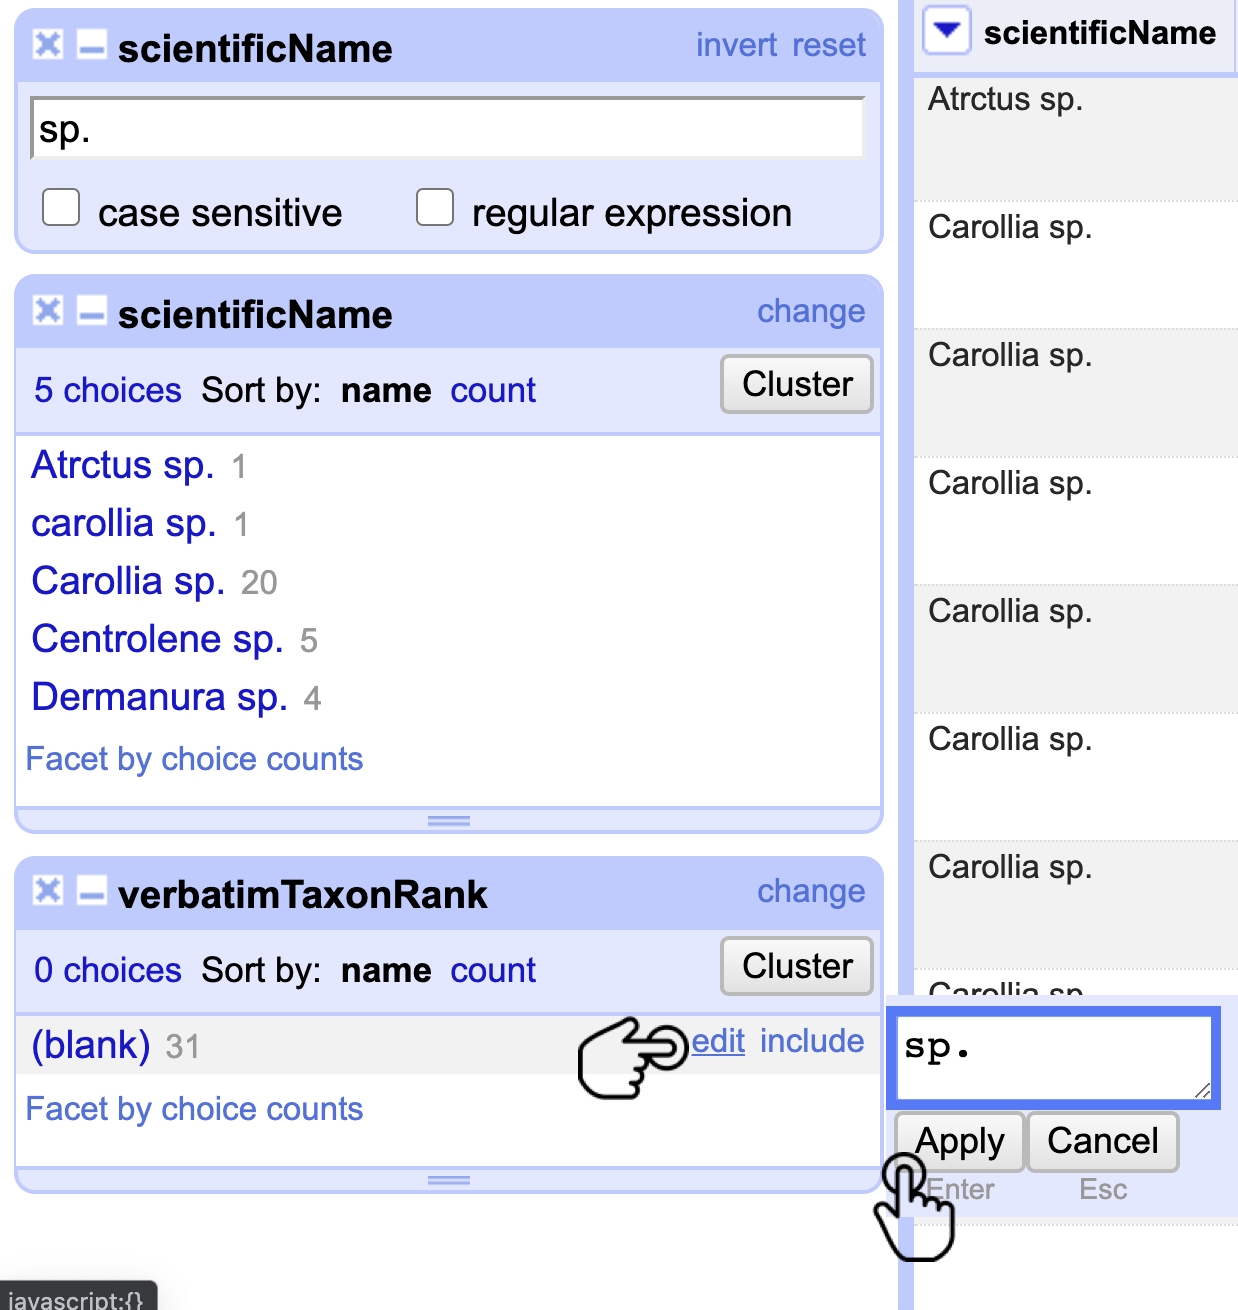 scientificName invert reset
sp.
case sensitive regular expression
scientificName change
5 choices Sort by: name count Cluster
Atrctus sp. 1
carollia sp. 1
Carollia sp. 20
Centrolene sp. 5
Dermanura sp. 4
Facet by choice counts
verbatimTaxonRank change
0 choices Sort by: name count Cluster
(blank) 31 edit include
Facet by choice counts
javascript:{}
scientificName
Atrctus sp.
Carollia sp.
Carollia sp.
Carollia sp.
Carollia sp.
Carollia sp.
Carollia sp.
Carollia sp.
sp.
Apply Cancel
Enter Esc